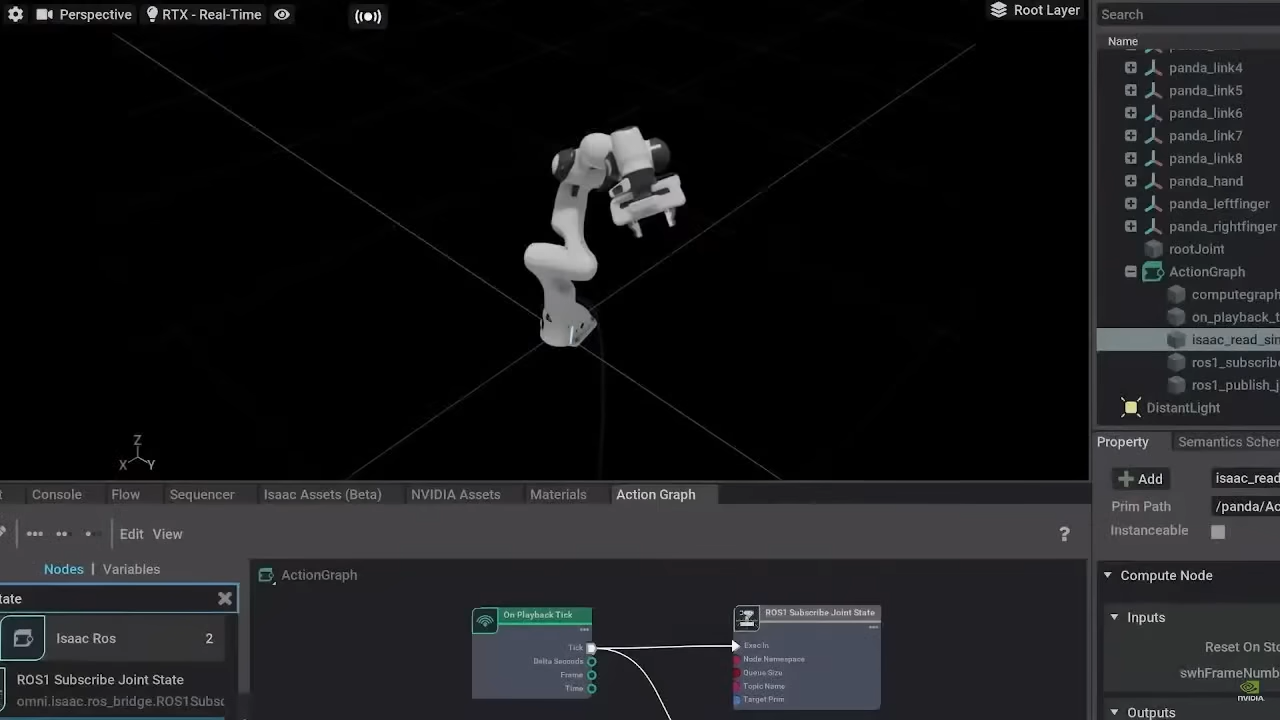 Perspective
RTX - Real-Time
Root Layer
Search
Name
panda_link4
panda_link5
panda_link6
panda_link7
panda_link8
panda_hand
panda_leftfinger
panda_rightfinger
rootJoint
ActionGraph
computegraph
on_playback_t
isaac_read_sin
ros1_subscribe
ros1_publish_j
DistantLight
Z
X
Y
Property
Semantics Schem
Add
isaac_read
Prim Path
/panda/Ac
Instanceable
Compute Node
Inputs
Reset On Sto
swhFrameNumb
Outputs
NVIDIA
t
Console
Flow
Sequencer
Isaac Assets (Beta)
NVIDIA Assets
Materials
Action Graph
Edit
View
?
Nodes | Variables
tate
Isaac Ros
2
ROS1 Subscribe Joint State
omni.isaac.ros_bridge.ROS1Subsc
ActionGraph
On Playback Tick
Tick
Delta Seconds
Frame
Time
ROS1 Subscribe Joint State
Exec In
Node Namespace
Queue Size
Topic Name
Target Prim